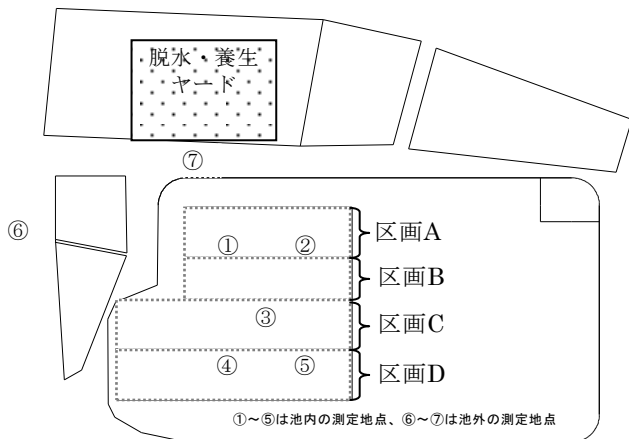 脱水・養生
ヤード
⑦
⑥
①
②
区画A
区画B
③
区画C
④
⑤
区画D
①～⑤は池内の測定地点、⑥～⑦は池外の測定地点